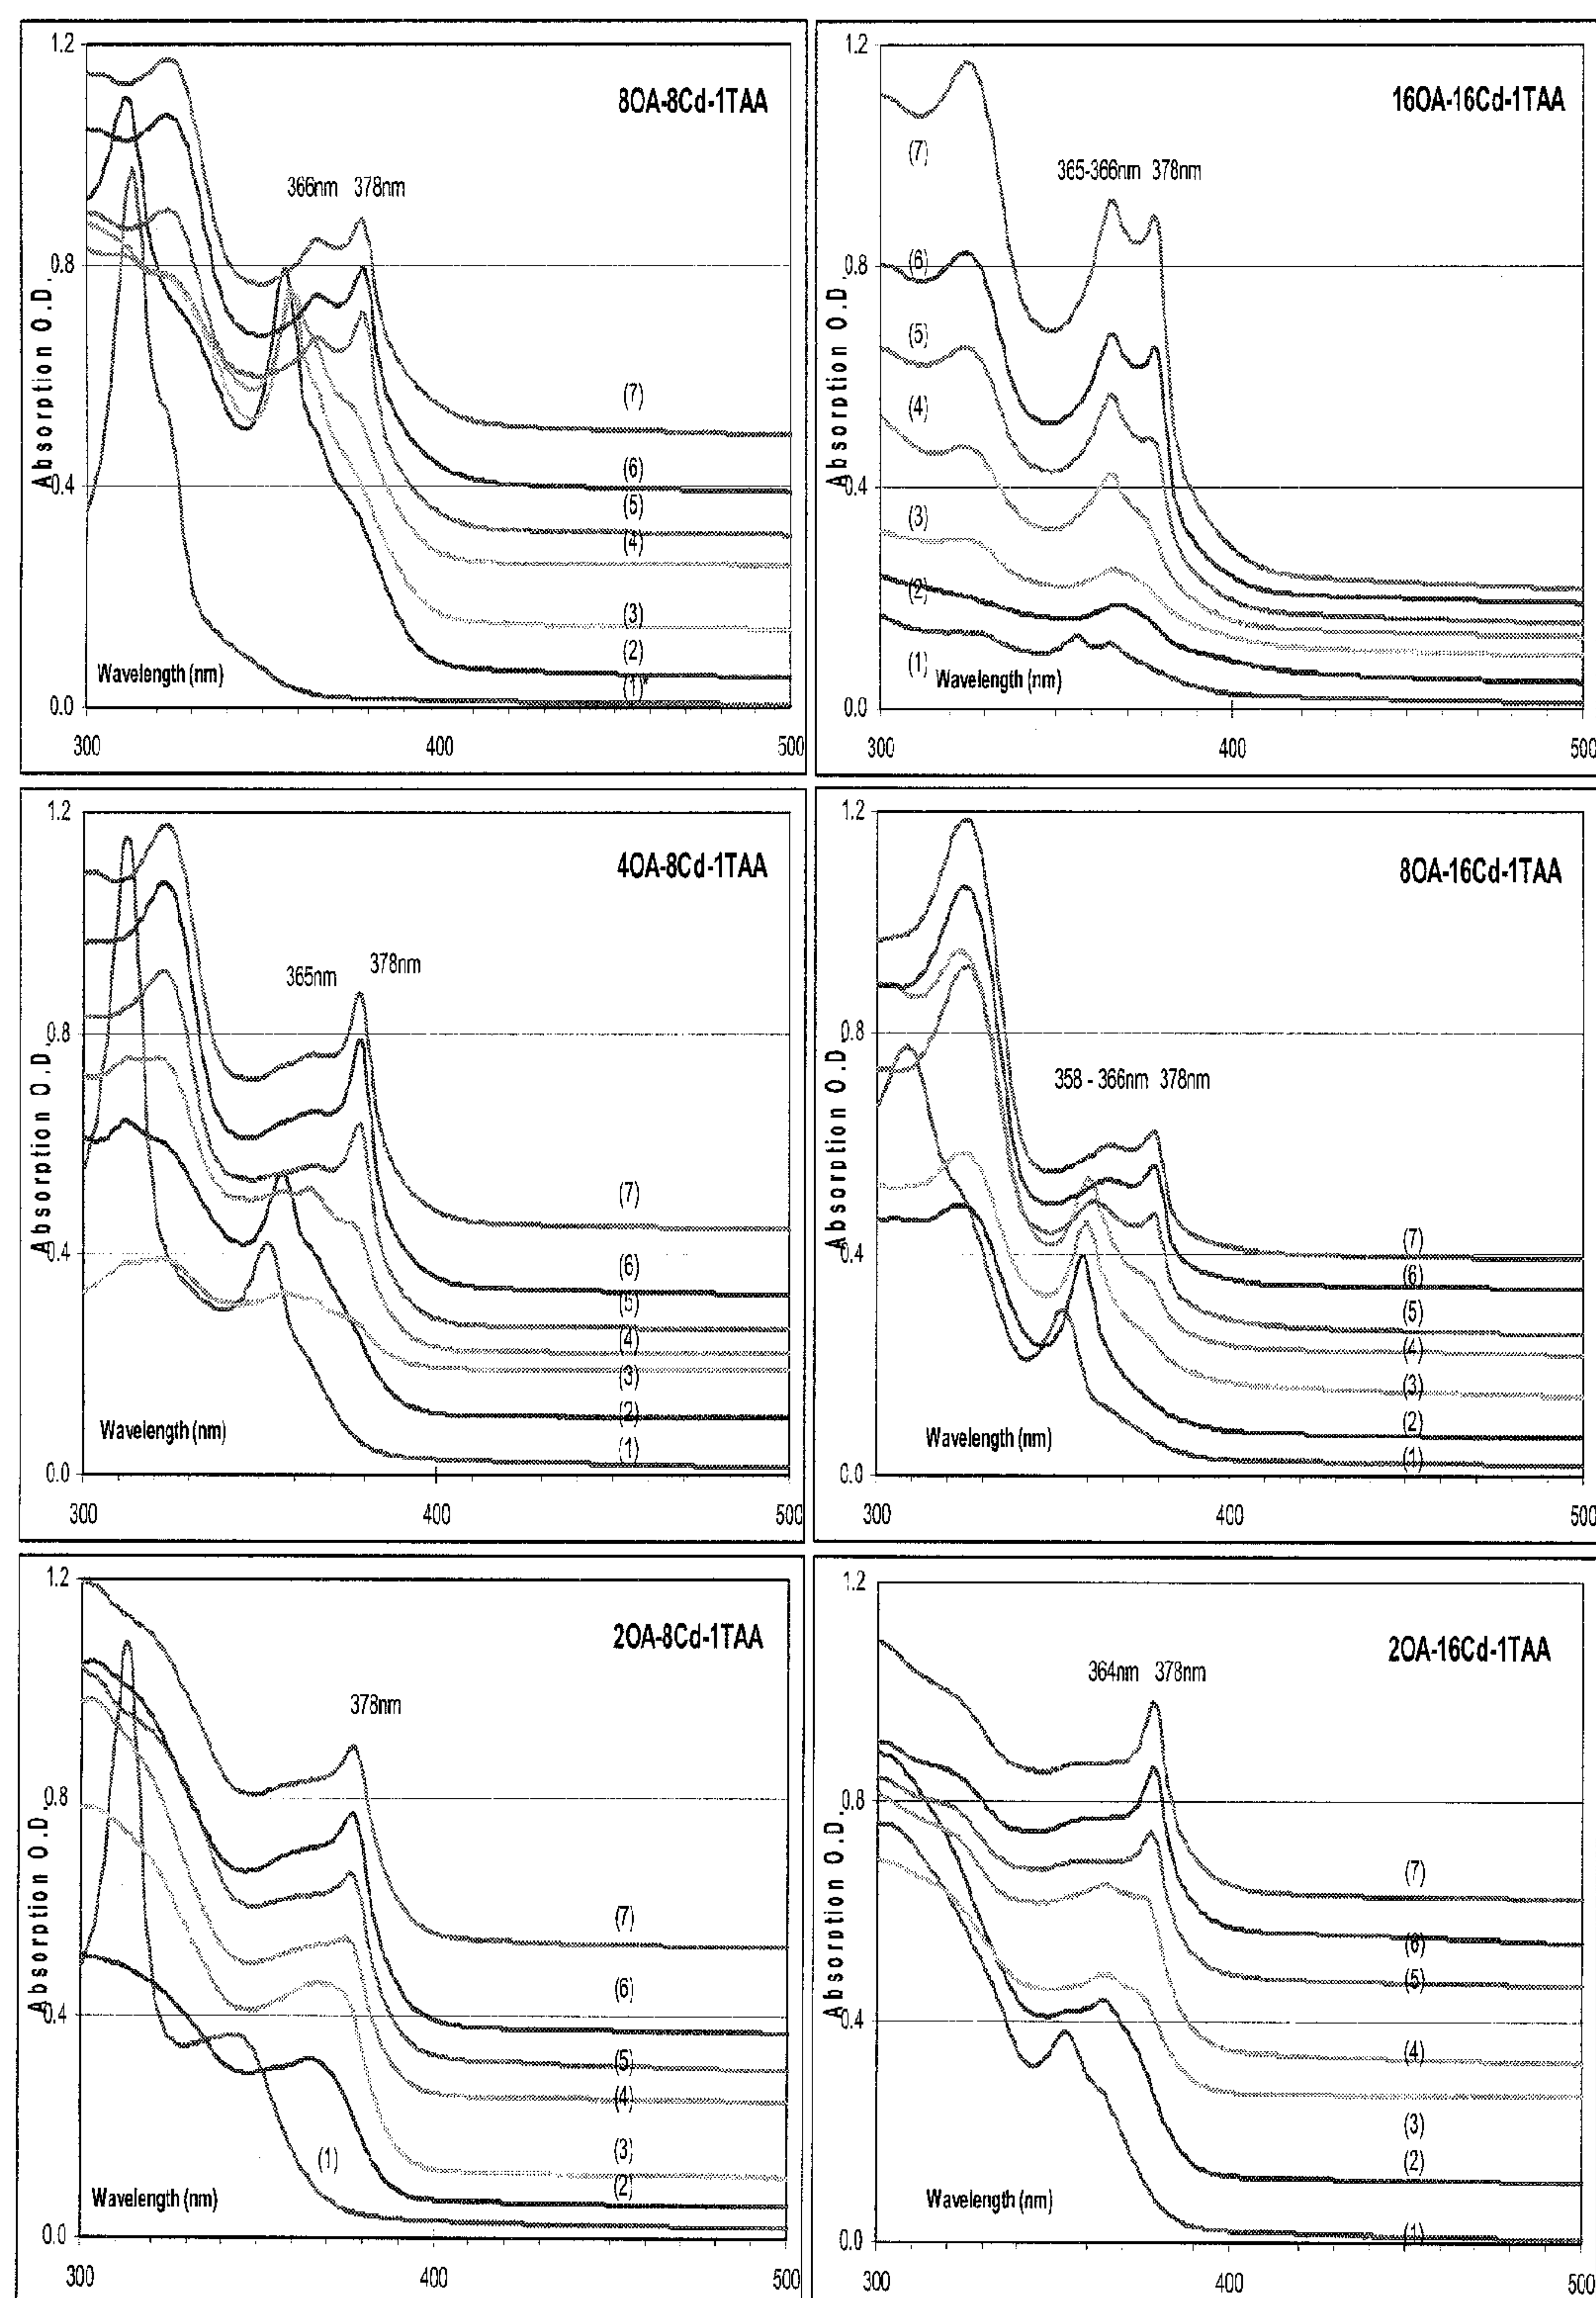 1.2
8OA-8Cd-1TAA
366nm 378nm
0.8
Absorption O.D.
(7)
(6)
0.4
(5)
(4)
(3)
(2)
Wavelength (nm)
(1)
0.0
300 400 500
1.2
16OA-16Cd-1TAA
(7)
365-366nm 378nm
(6)
0.8
Absorption O.D.
(5)
(4)
0.4
(3)
(2)
(1)
Wavelength (nm)
0.0
300 400 500
1.2
4OA-8Cd-1TAA
365nm 378nm
0.8
Absorption O.D.
(7)
0.4
(6)
(5)
(4)
(3)
(2)
Wavelength (nm)
(1)
0.0
300 400 500
1.2
8OA-16Cd-1TAA
0.8
358 - 366nm 378nm
Absorption O.D.
0.4
(7)
(6)
(5)
(4)
(3)
(2)
Wavelength (nm)
(1)
0.0
300 400 500
1.2
2OA-8Cd-1TAA
378nm
0.8
Absorption O.D.
(7)
(6)
0.4
(5)
(4)
(3)
(1)
(2)
Wavelength (nm)
0.0
300 400 500
1.2
2OA-16Cd-1TAA
364nm 378nm
0.8
Absorption O.D.
(7)
(6)
(5)
0.4
(4)
(3)
(2)
Wavelength (nm)
(1)
0.0
300 400 500